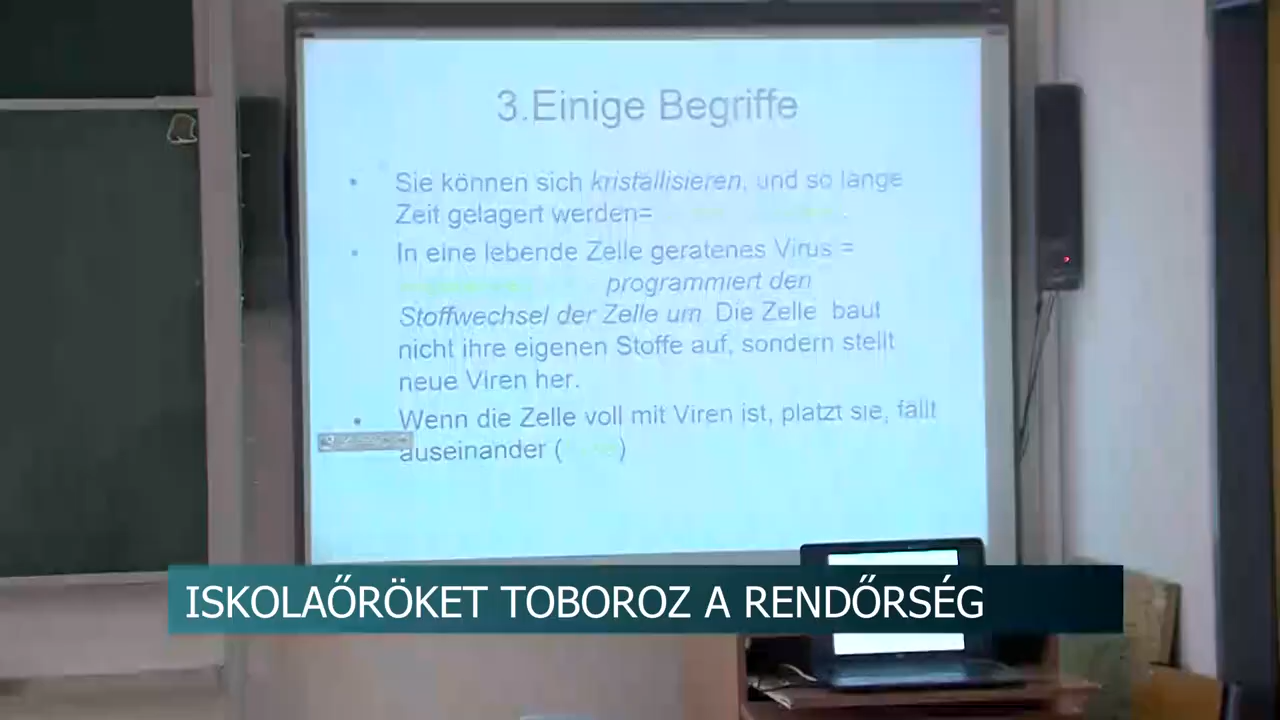 3.Einige Begriffe
• Sie können sich kristallisieren, und so lange
Zeit gelagert werden=
• In eine lebende Zelle geratenes Virus =
programmiert den
Stoffwechsel der Zelle um. Die Zelle baut
nicht ihre eigenen Stoffe auf, sondern stellt
neue Viren her.
• Wenn die Zelle voll mit Viren ist, platzt sie, fällt
auseinander ( )
ISKOLAŐRÖKET TOBOROZ A RENDŐRSÉG